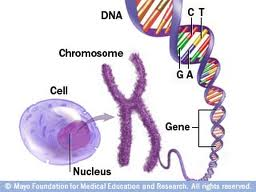 DNA
C T
Chromosome
G A
Cell
Gene
Nucleus
© Mayo Foundation for Medical Education and Research. All rights reserved.